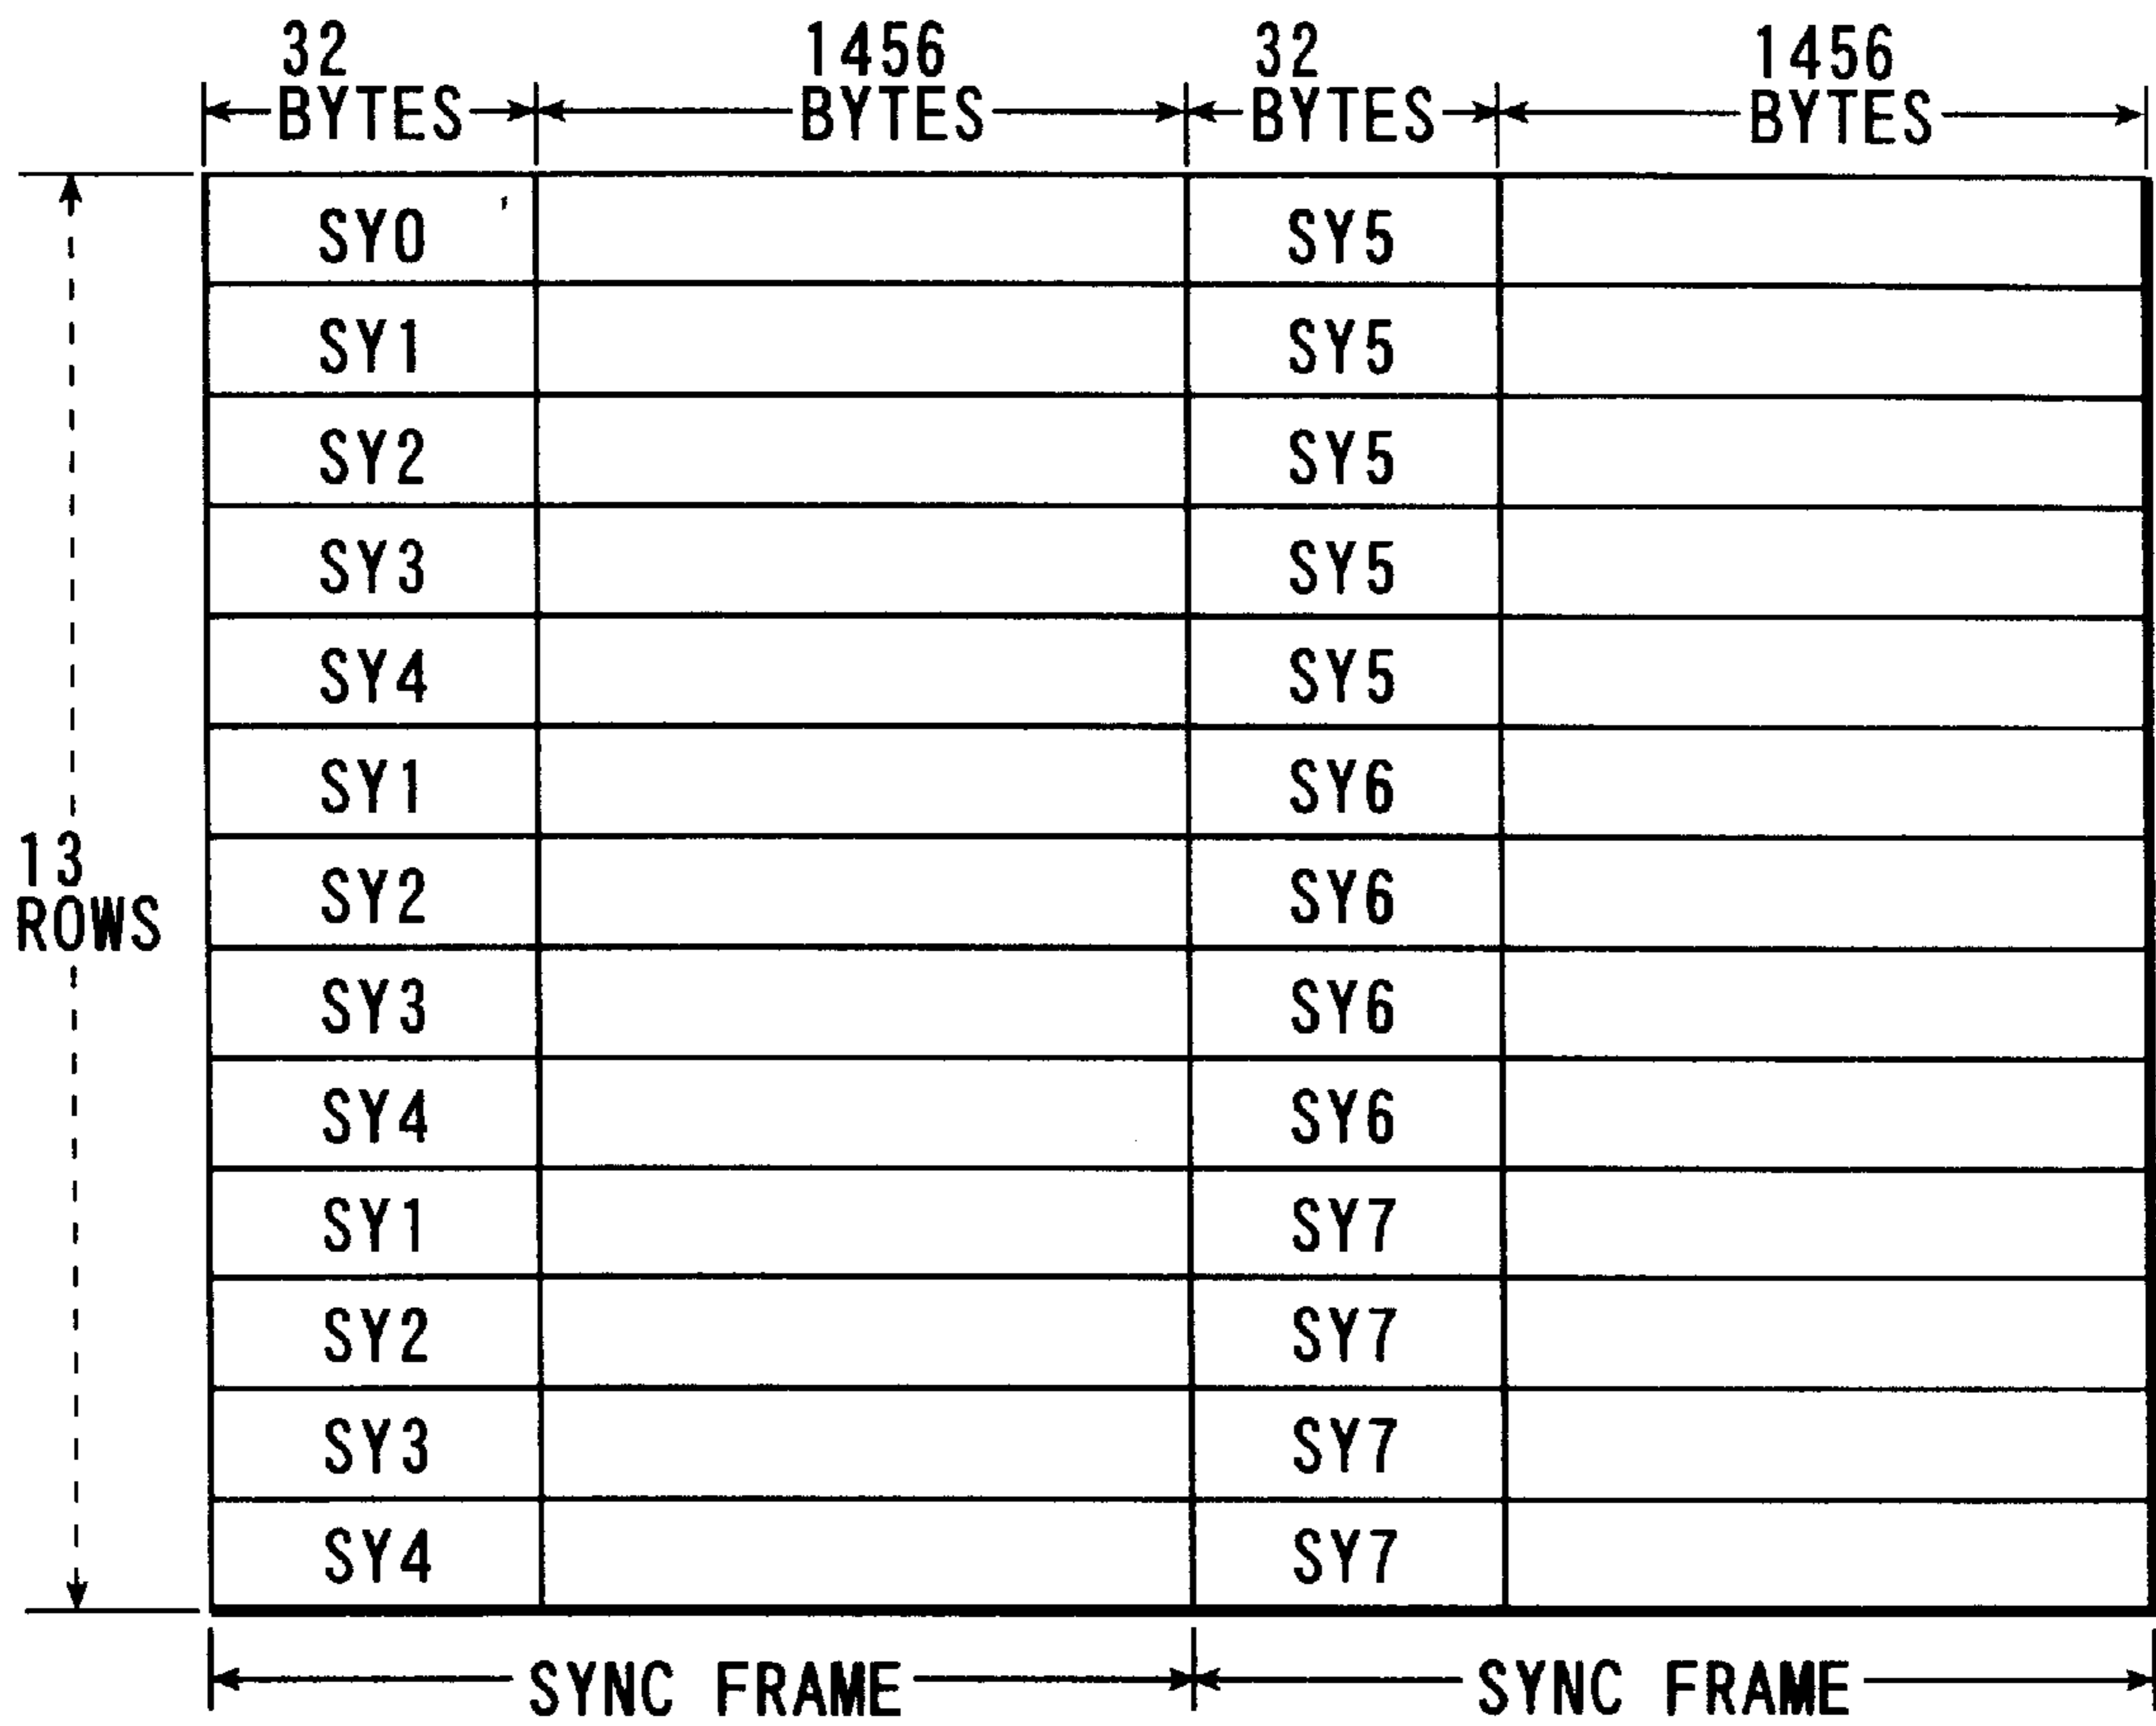 32 1456 32 1456
BYTES BYTES BYTES BYTES
SY0 SY5
SY1 SY5
SY2 SY5
SY3 SY5
SY4 SY5
SY1 SY6
13
ROWS
SY2 SY6
SY3 SY6
SY4 SY6
SY1 SY7
SY2 SY7
SY3 SY7
SY4 SY7
SYNC FRAME SYNC FRAME